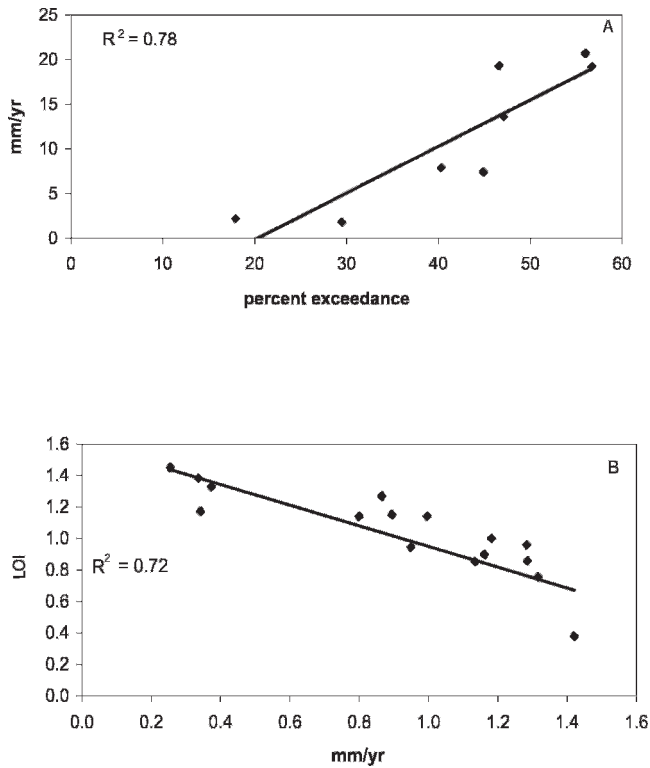 25
A
R² = 0.78
20
15
mm/yr
10
5
0
0 10 20 30 40 50 60
percent exceedance
1.6
B
1.4
1.2
1.0
LOI
R² = 0.72
0.8
0.6
0.4
0.2
0.0
0.0 0.2 0.4 0.6 0.8 1.0 1.2 1.4 1.6
mm/yr